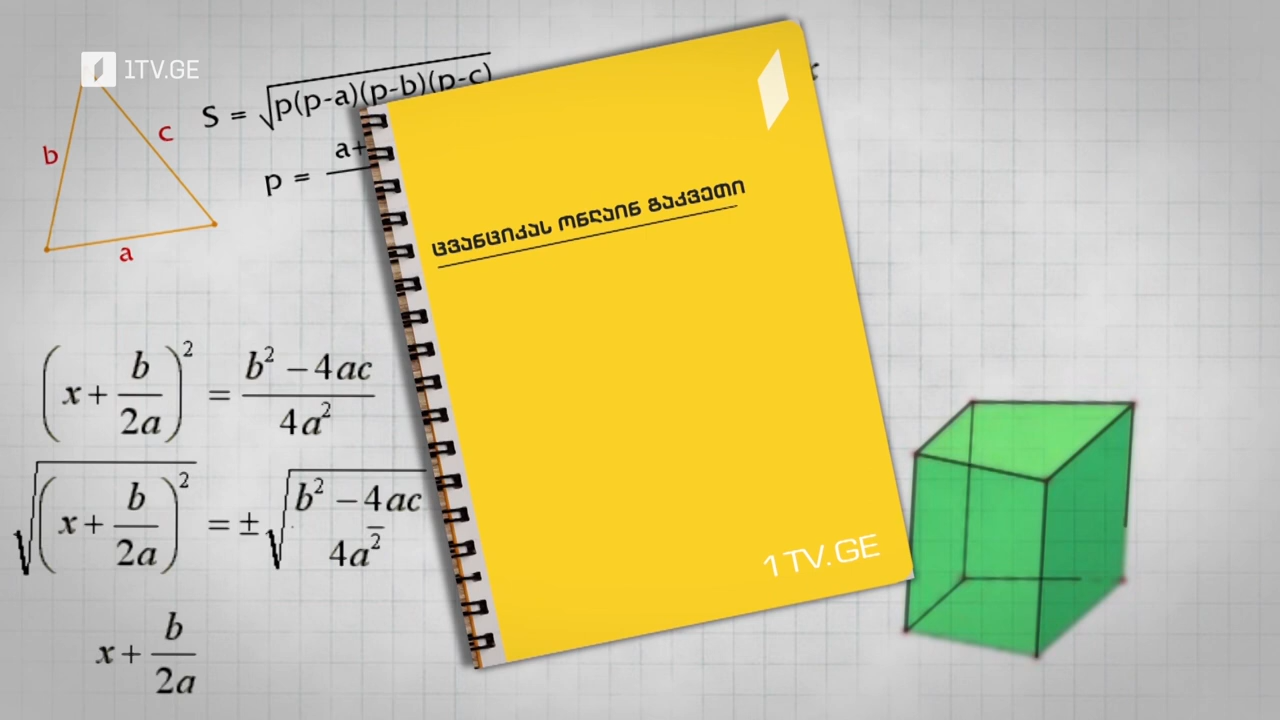 1TV.GE
b
c
a
S = √p(p-a)(p-b)(p-c)
p = a+
ცვანციკას ონლაინ გაკვეთი
(x + b/2a)² = b² − 4ac/4a²
√(x + b/2a)² = ±√b² − 4ac/4a²
x + b/2a
1TV.GE